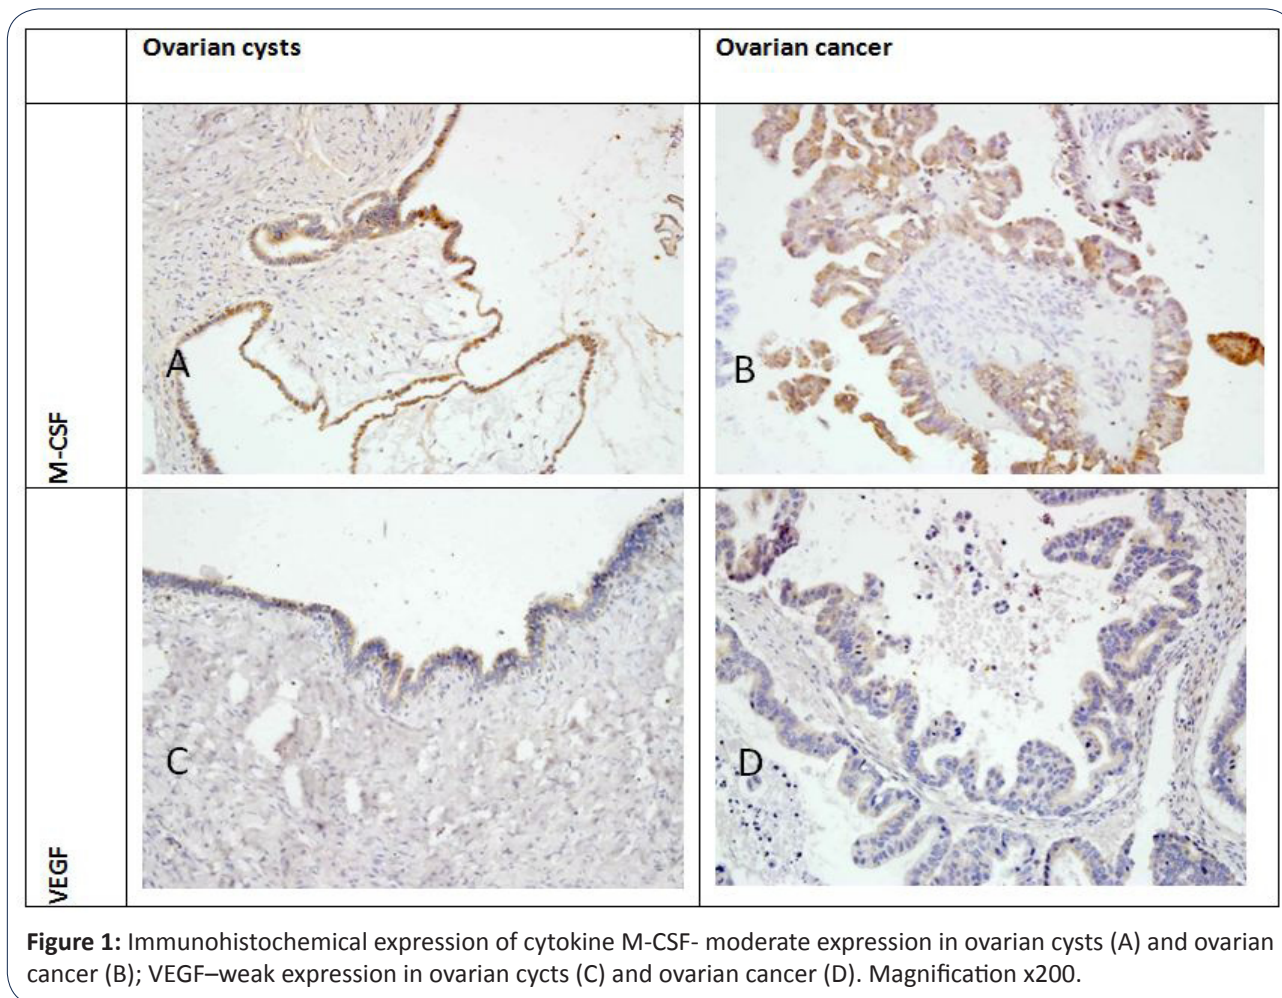 Ovarian cysts
Ovarian cancer
M-CSF
A
B
VEGF
C
D
Figure 1: Immunohistochemical expression of cytokine M-CSF- moderate expression in ovarian cysts (A) and ovarian
cancer (B); VEGF–weak expression in ovarian cycts (C) and ovarian cancer (D). Magnification x200.